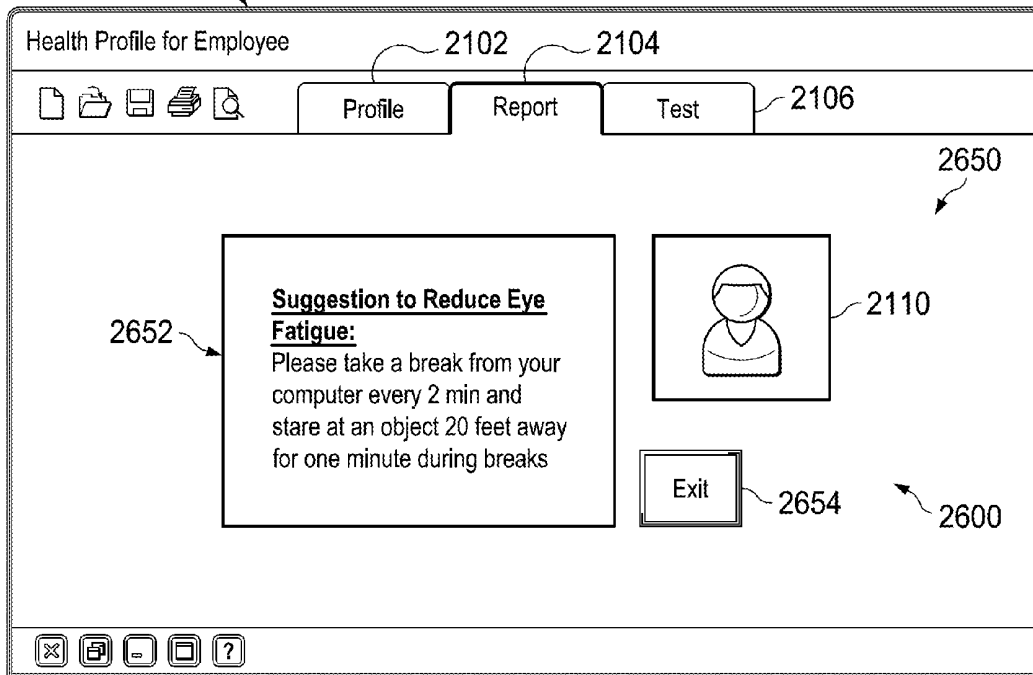 Health Profile for Employee
2102
2104
Profile
Report
Test
2106
2650
Suggestion to Reduce Eye
Fatigue:
Please take a break from your
computer every 2 min and
stare at an object 20 feet away
for one minute during breaks
2652
2110
Exit
2654
2600
?